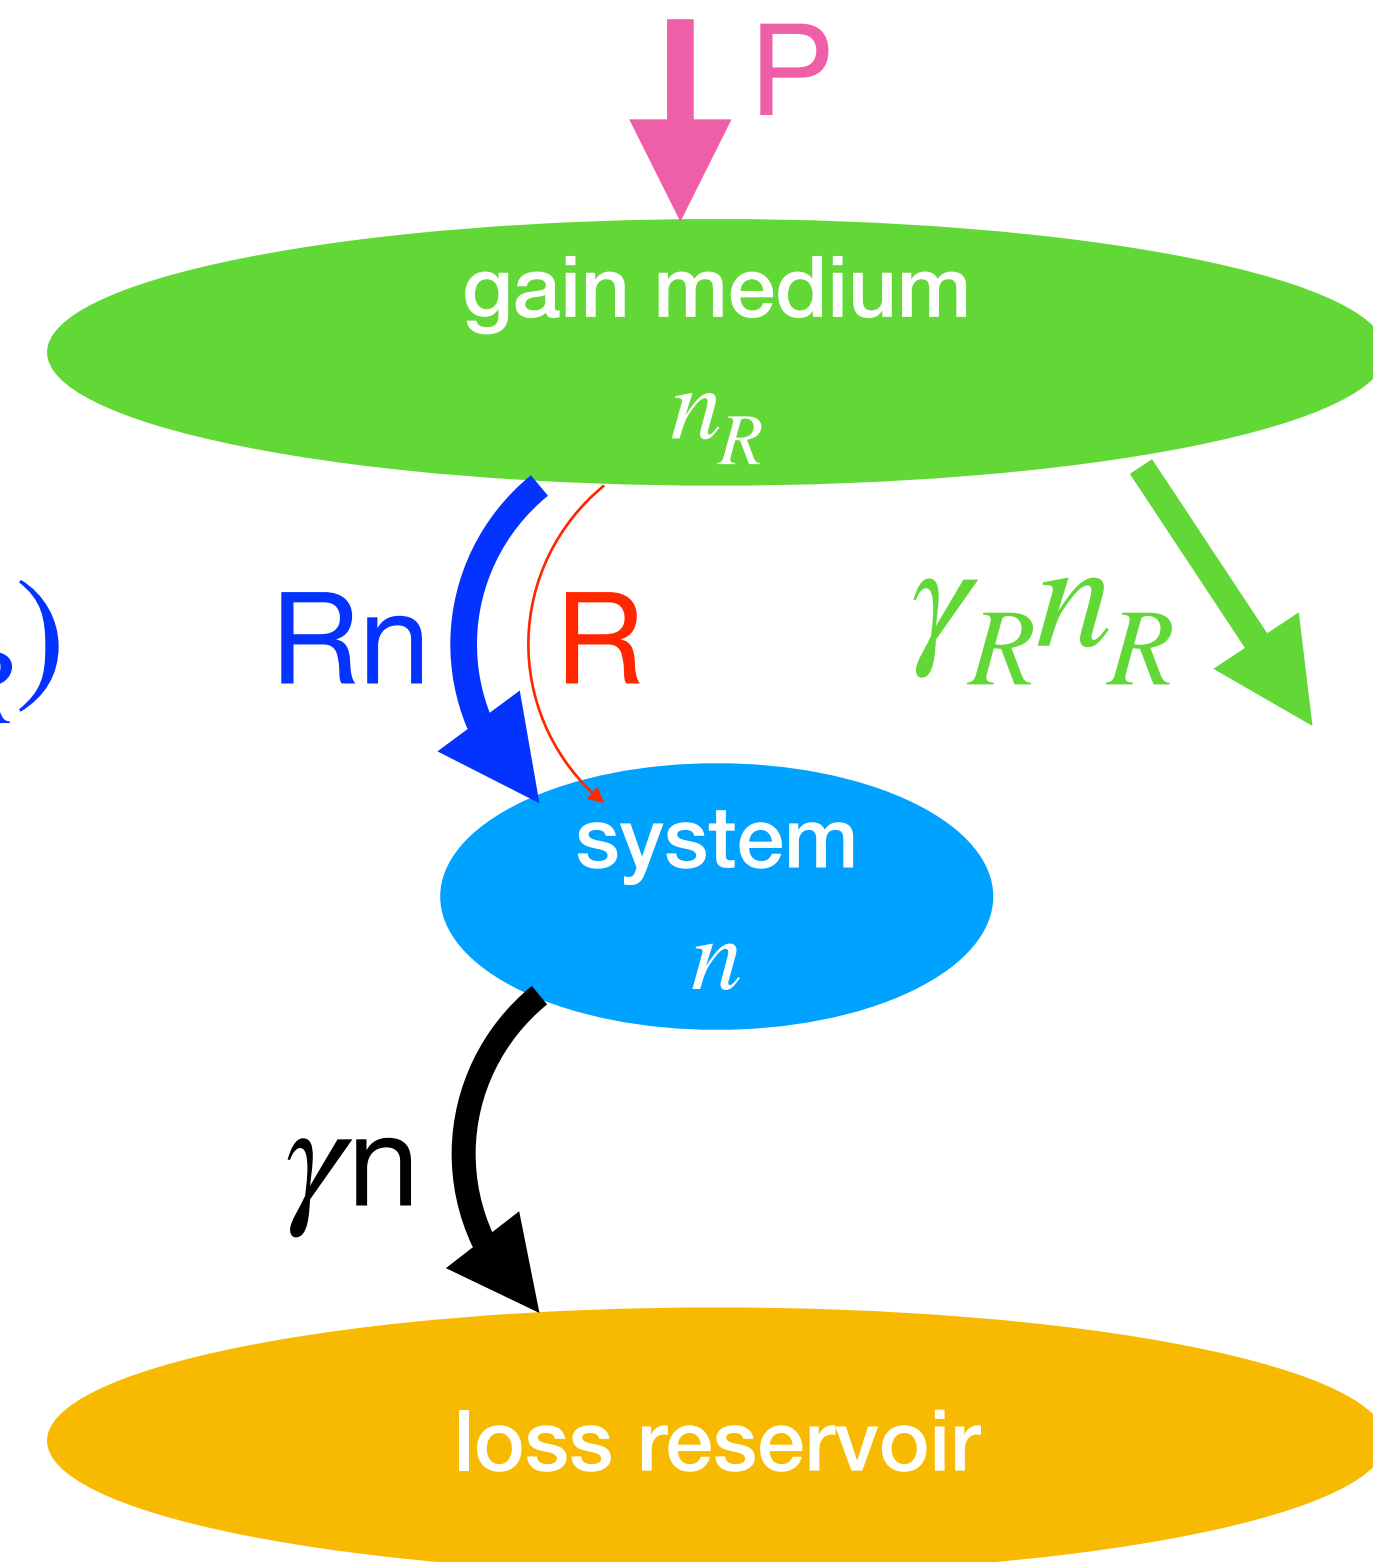 P
gain medium
n_R
)
Rn
R
γ_R n_R
system
n
γn
loss reservoir